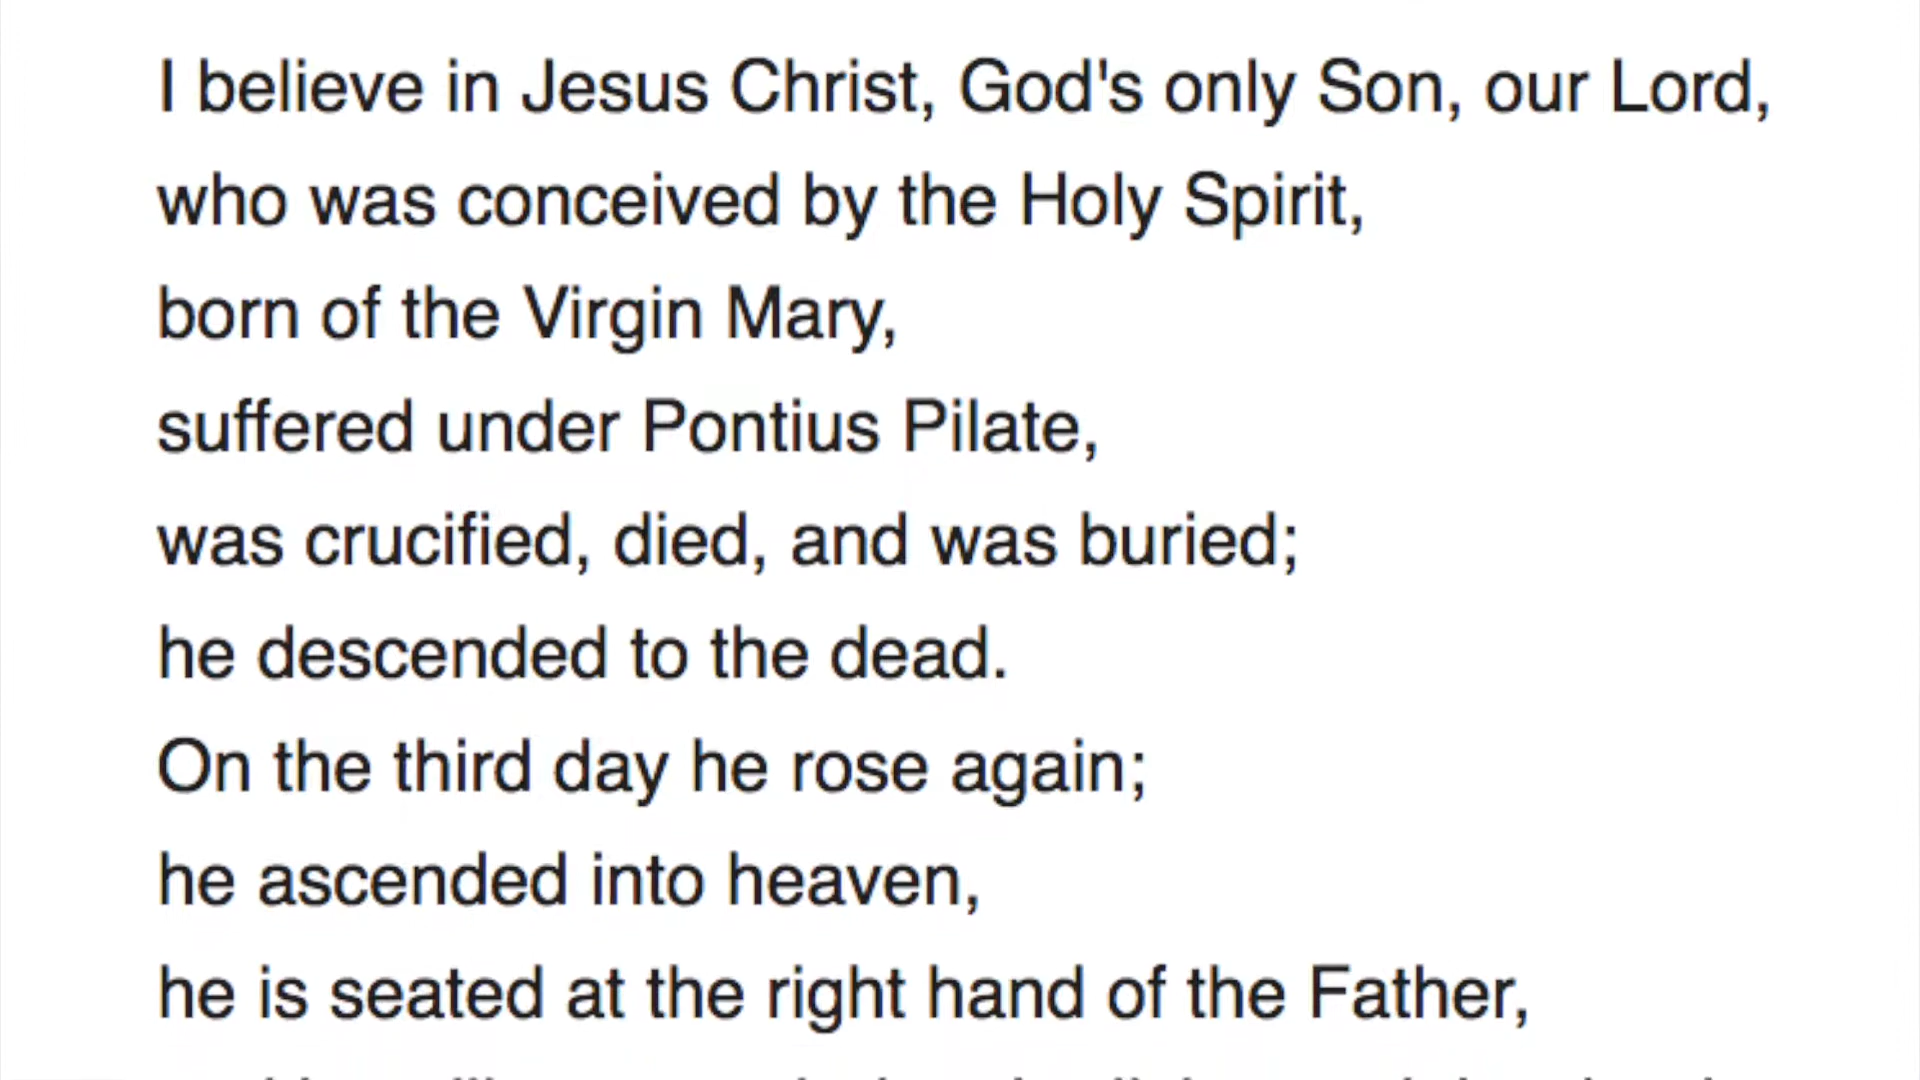 I believe in Jesus Christ, God's only Son, our Lord,
who was conceived by the Holy Spirit,
born of the Virgin Mary,
suffered under Pontius Pilate,
was crucified, died, and was buried;
he descended to the dead.
On the third day he rose again;
he ascended into heaven,
he is seated at the right hand of the Father,